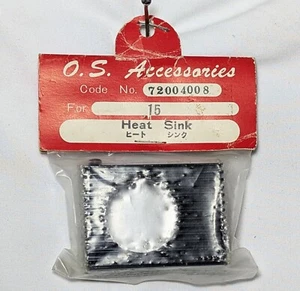 O.S. Accessories
Code No. 72004008
For 15
Heat Sink
ヒート シンク